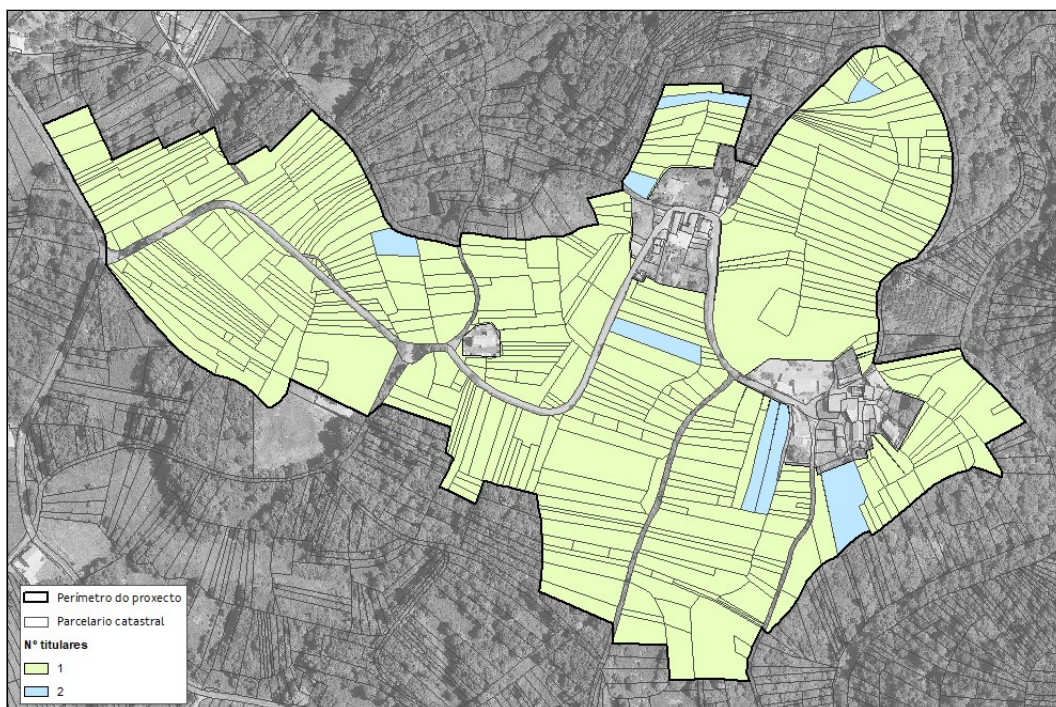 Perímetro do proxecto
Parcelario catastral
Nº titulares
1
2